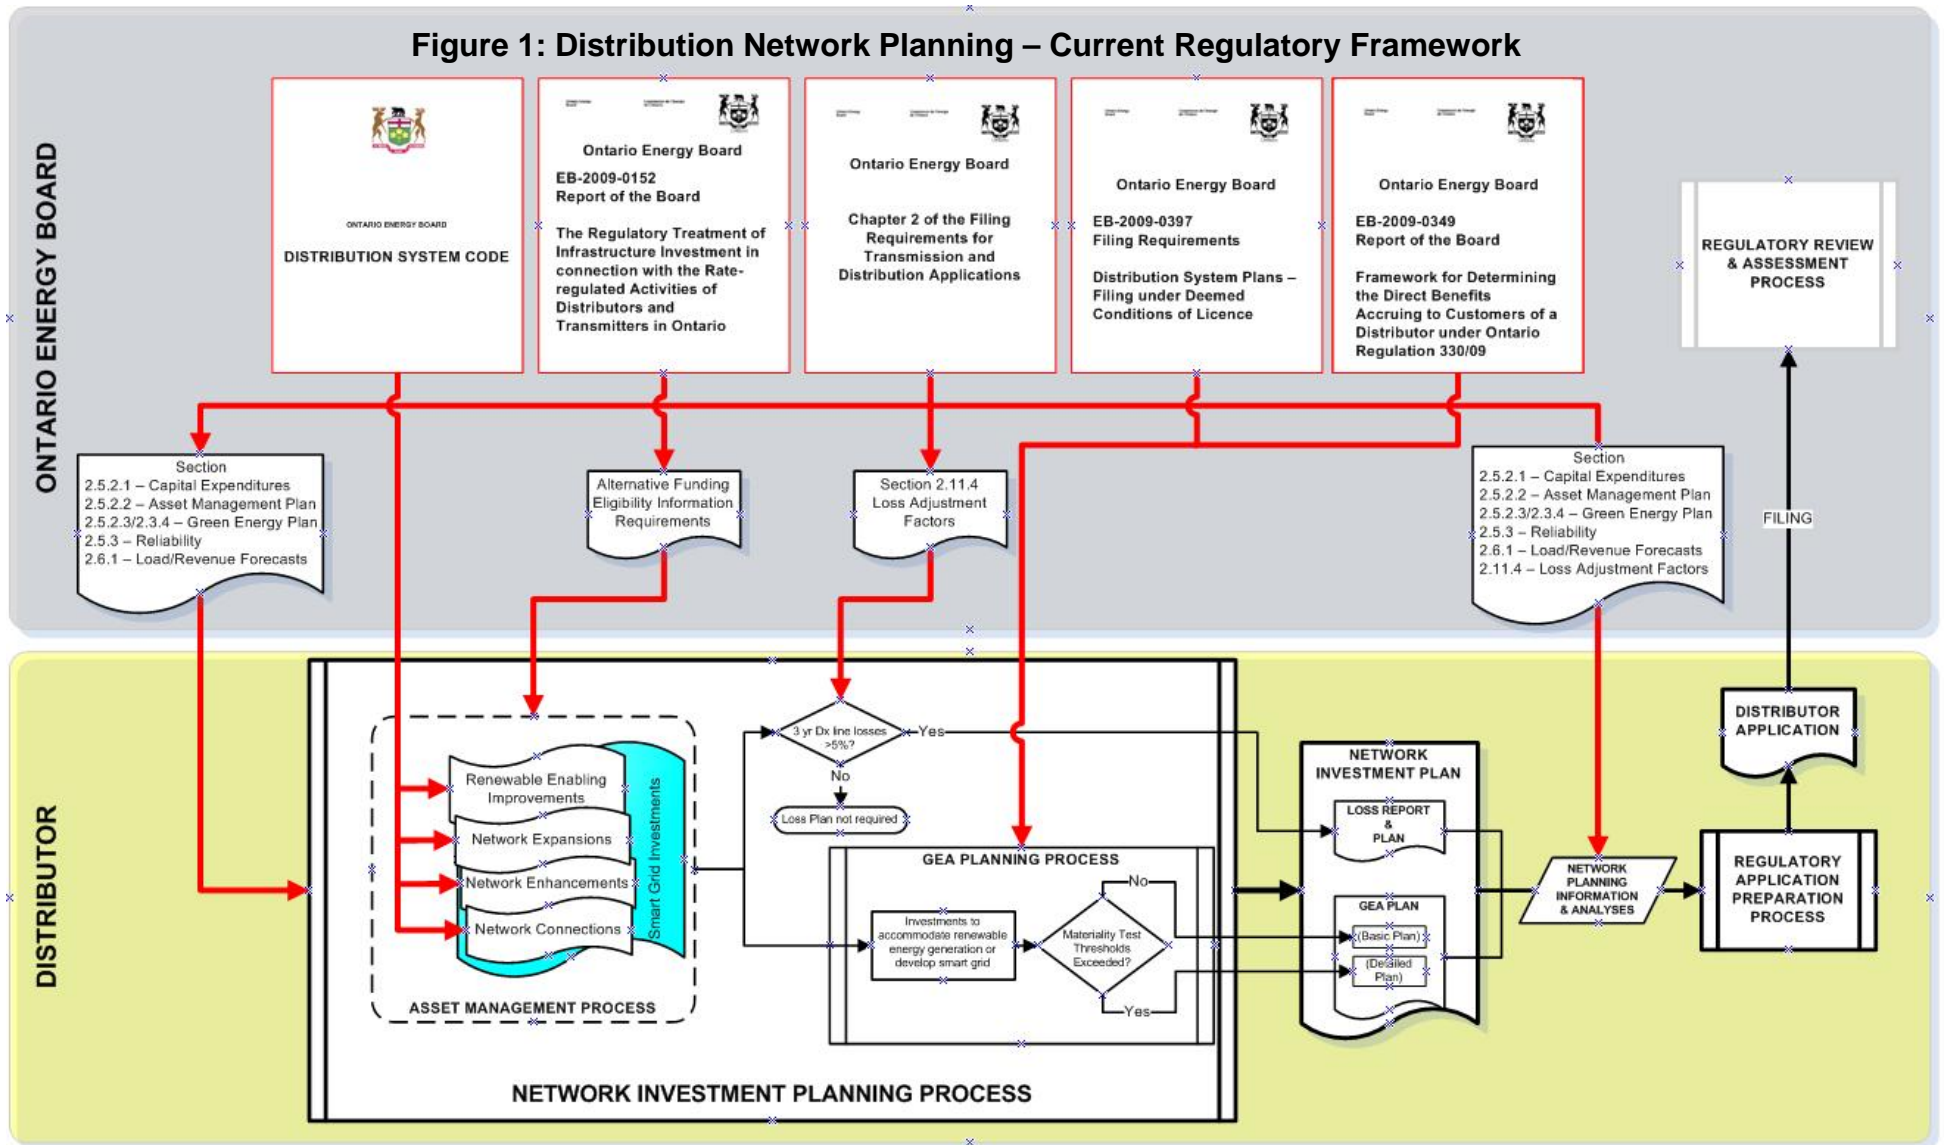 Figure 1: Distribution Network Planning – Current Regulatory Framework
ONTARIO ENERGY BOARD
ONTARIO ENERGY BOARD
DISTRIBUTION SYSTEM CODE
Ontario Energy Board
EB-2009-0152
Report of the Board
The Regulatory Treatment of
Infrastructure Investment in
connection with the Rate-
regulated Activities of
Distributors and
Transmitters in Ontario
Ontario Energy Board
Chapter 2 of the Filing
Requirements for
Transmission and
Distribution Applications
Ontario Energy Board
EB-2009-0397
Filing Requirements
Distribution System Plans –
Filing under Deemed
Conditions of Licence
Ontario Energy Board
EB-2009-0349
Report of the Board
Framework for Determining
the Direct Benefits
Accruing to Customers of a
Distributor under Ontario
Regulation 330/09
REGULATORY REVIEW
& ASSESSMENT
PROCESS
Section
2.5.2.1 – Capital Expenditures
2.5.2.2 – Asset Management Plan
2.5.2.3/2.3.4 – Green Energy Plan
2.5.3 – Reliability
2.6.1 – Load/Revenue Forecasts
Alternative Funding
Eligibility Information
Requirements
Section 2.11.4
Loss Adjustment
Factors
Section
2.5.2.1 – Capital Expenditures
2.5.2.2 – Asset Management Plan
2.5.2.3/2.3.4 – Green Energy Plan
2.5.3 – Reliability
2.6.1 – Load/Revenue Forecasts
2.11.4 – Loss Adjustment Factors
FILING
DISTRIBUTOR
Renewable Enabling
Improvements
Network Expansions
Network Enhancements
Network Connections
Smart Grid Investments
ASSET MANAGEMENT PROCESS
3 yr Dx line losses
>5%?
Yes
No
Loss Plan not required
GEA PLANNING PROCESS
Investments to
accommodate renewable
energy generation or
develop smart grid
Materiality Test
Thresholds
Exceeded?
No
Yes
NETWORK INVESTMENT PLANNING PROCESS
NETWORK
INVESTMENT PLAN
LOSS REPORT
&
PLAN
GEA PLAN
(Basic Plan)
(Detailed
Plan)
NETWORK
PLANNING
INFORMATION
& ANALYSES
DISTRIBUTOR
APPLICATION
REGULATORY
APPLICATION
PREPARATION
PROCESS